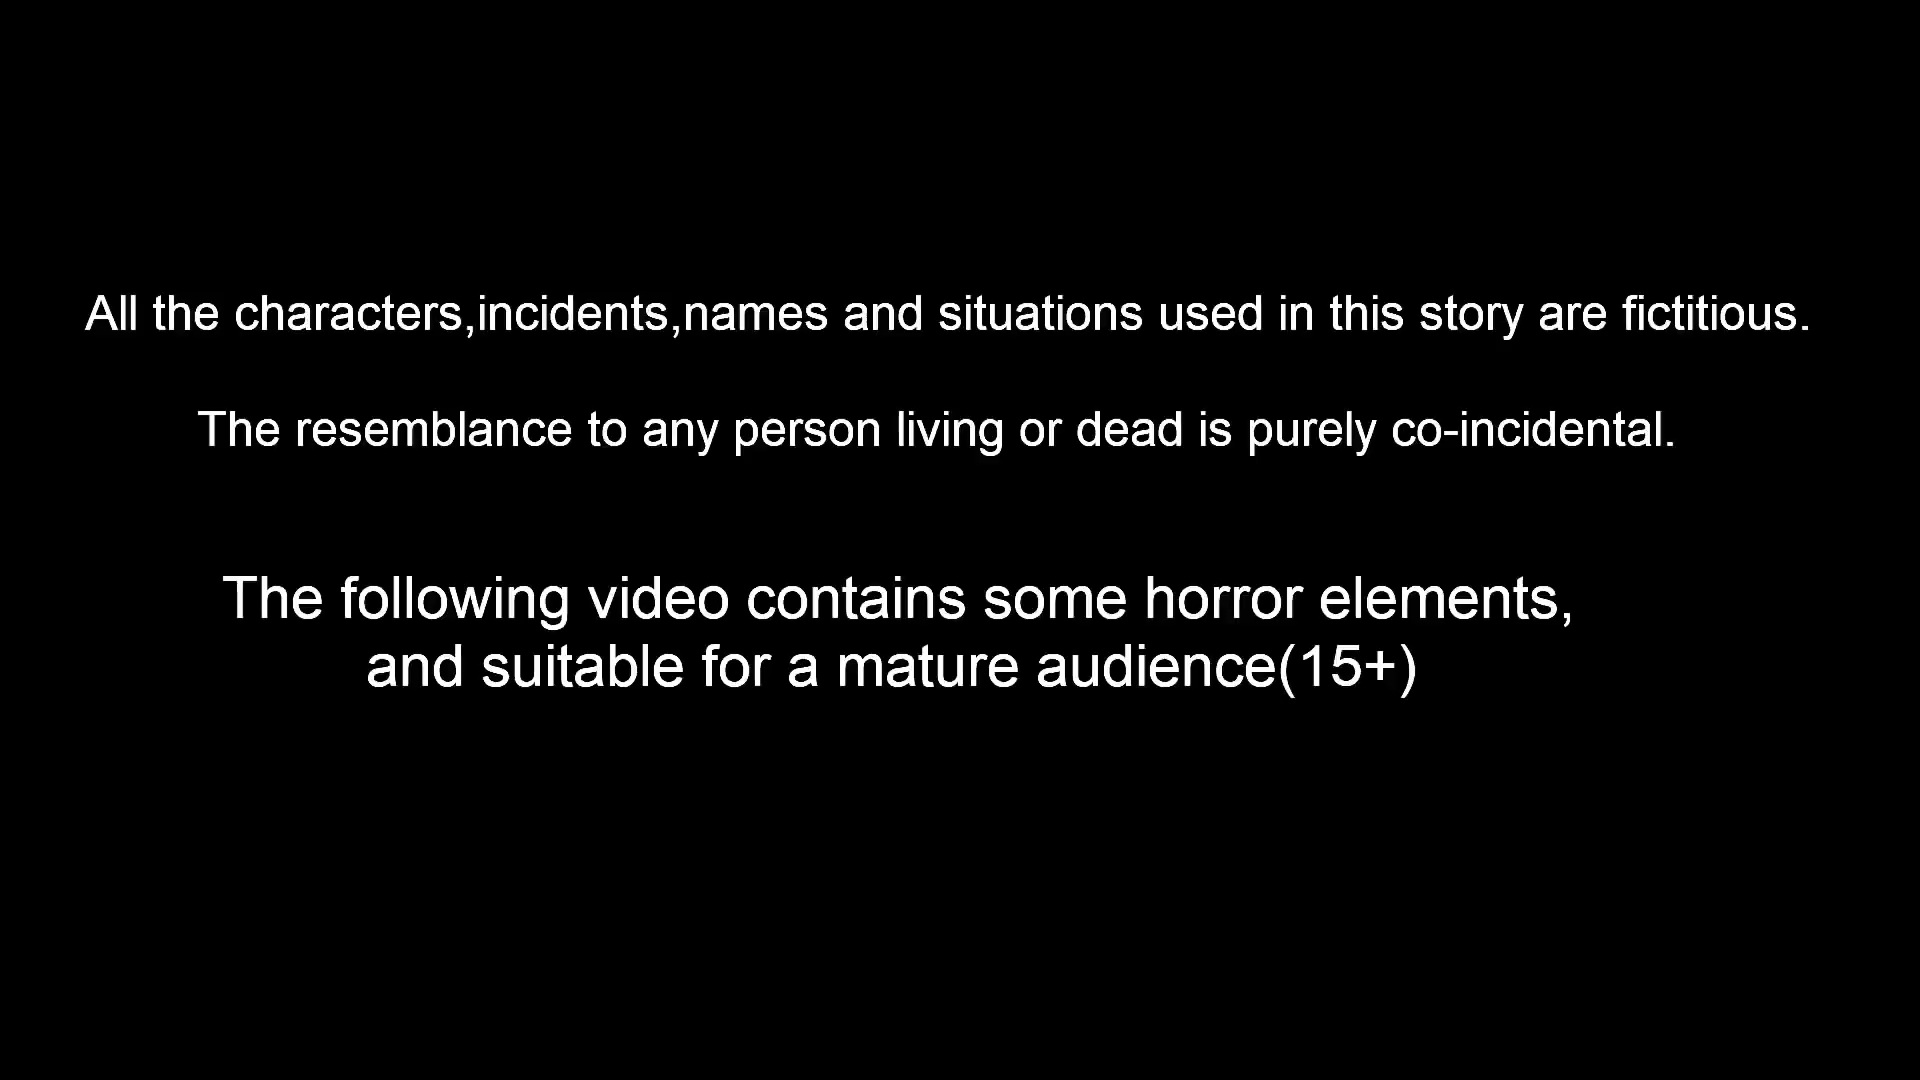 All the characters,incidents,names and situations used in this story are fictitious.
The resemblance to any person living or dead is purely co-incidental.
The following video contains some horror elements,
and suitable for a mature audience(15+)